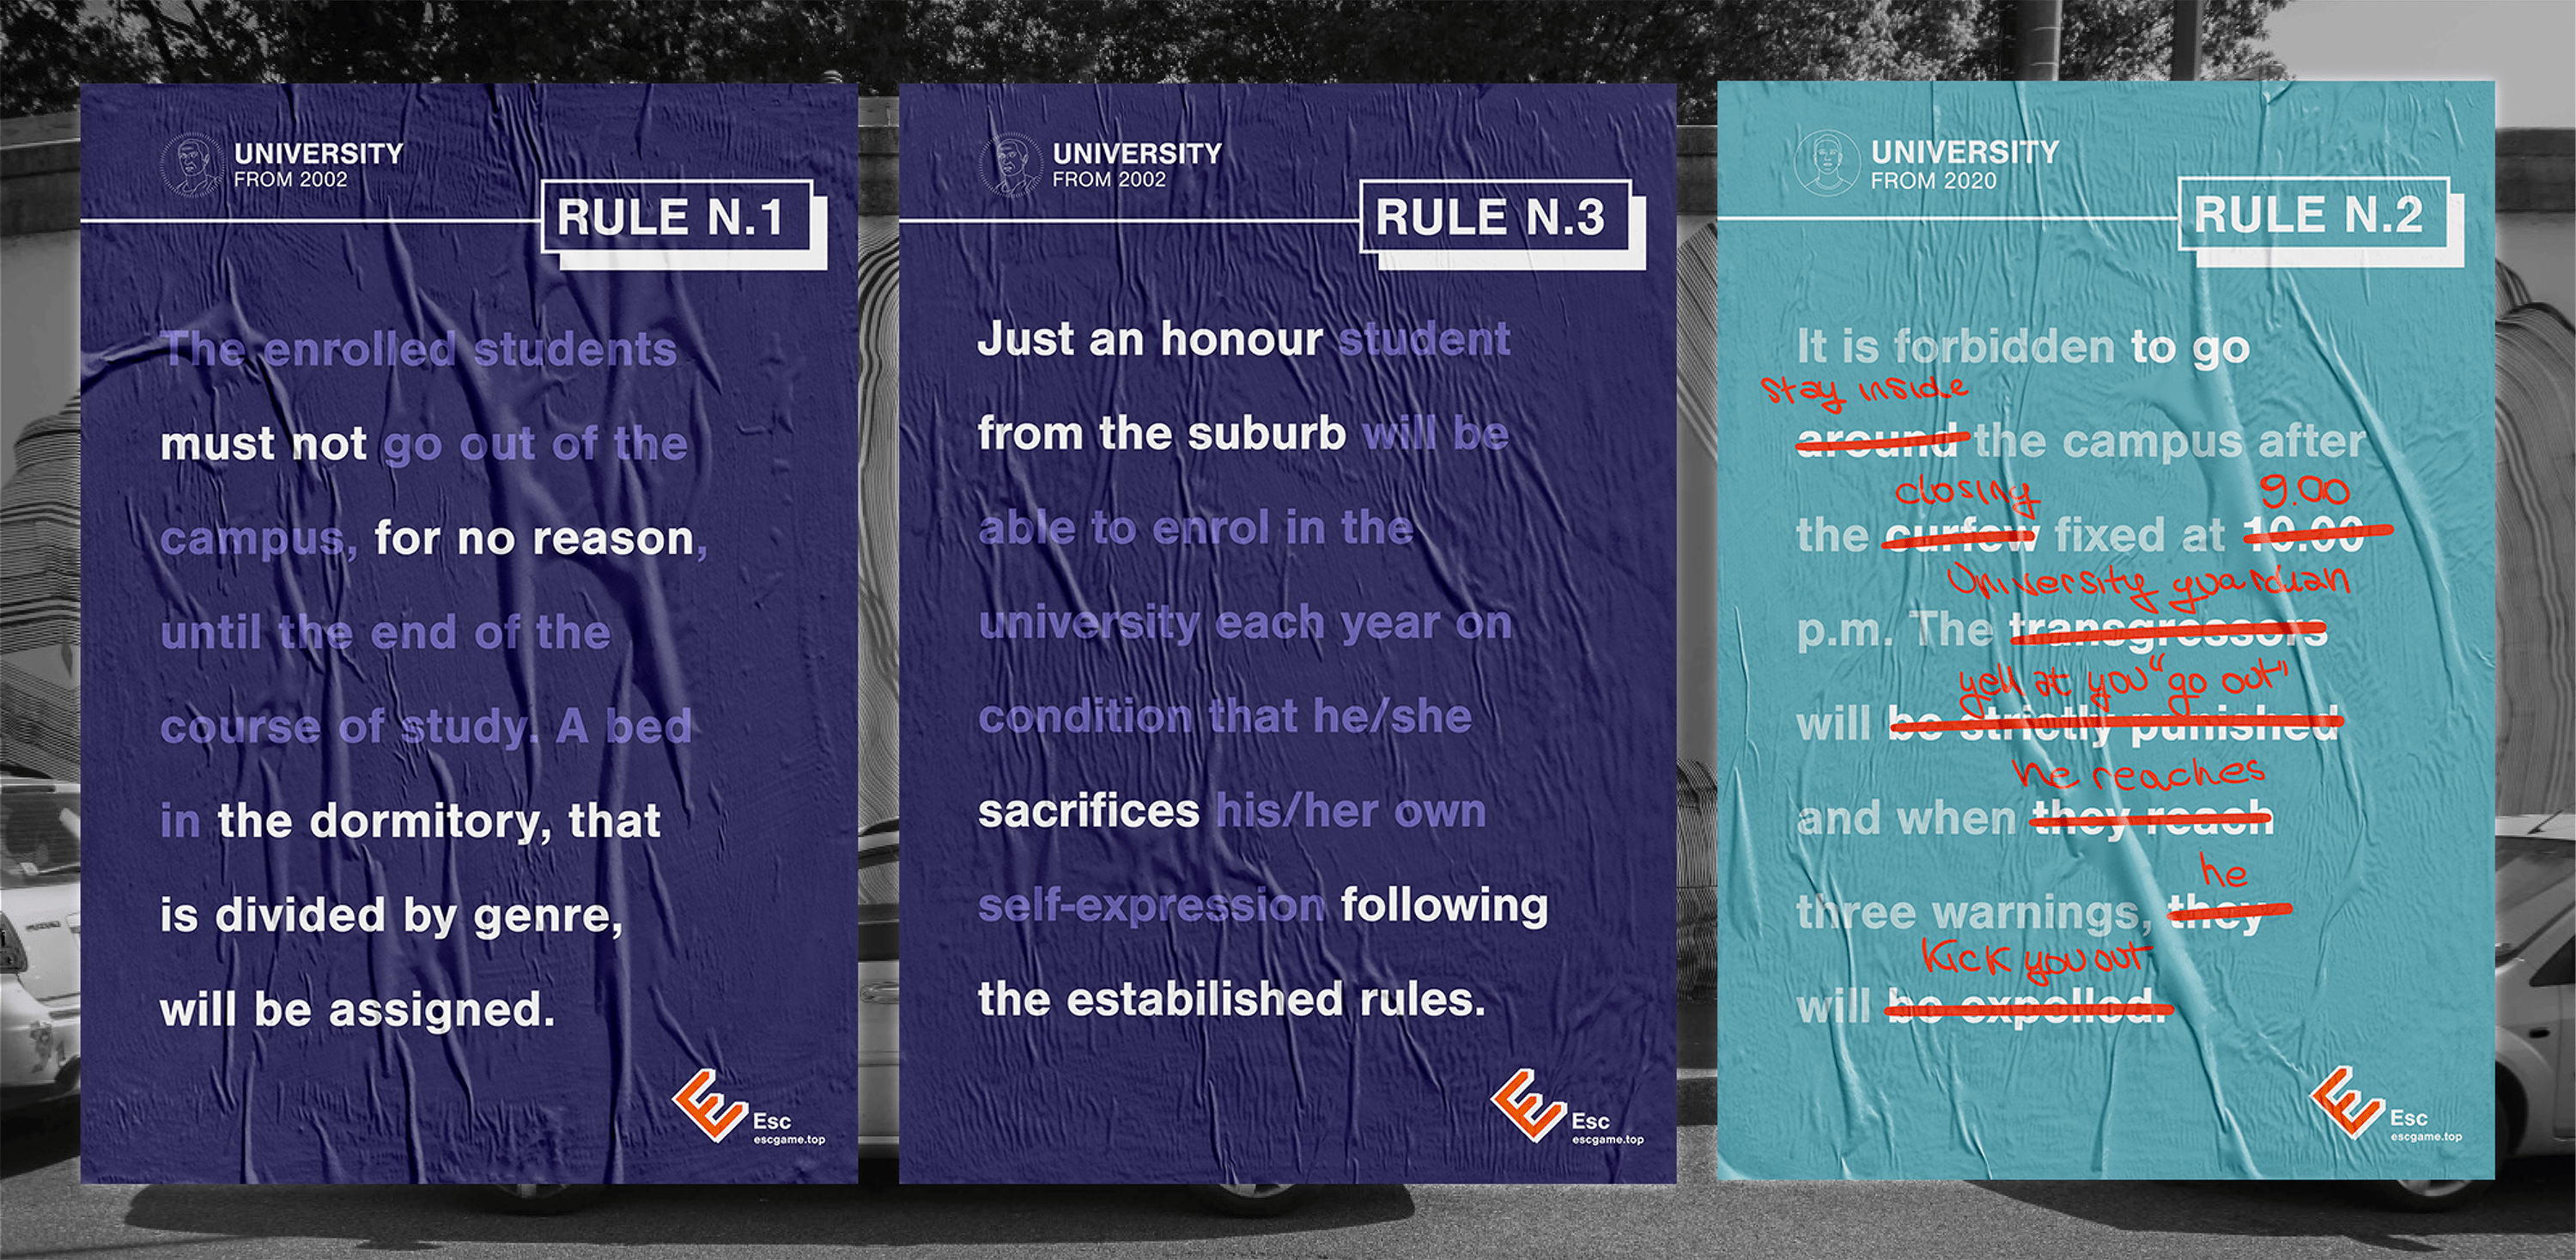 UNIVERSITY
FROM 2002
RULE N.1
The enrolled students
must not go out of the
campus, for no reason,
until the end of the
course of study. A bed
in the dormitory, that
is divided by genre,
will be assigned.
Esc
escgame.top
UNIVERSITY
FROM 2002
RULE N.3
Just an honour student
from the suburb will be
able to enrol in the
university each year on
condition that he/she
sacrifices his/her own
self-expression following
the estabilished rules.
Esc
escgame.top
UNIVERSITY
FROM 2020
RULE N.2
It is forbidden to go
stay inside
around the campus after
closing 9.00
the curfew fixed at 10.00
University guardian
p.m. The transgressors
yell at you "go out"
will be strictly punished
he reaches
and when they reach
he
three warnings, they
Kick you out
will be expelled.
Esc
escgame.top